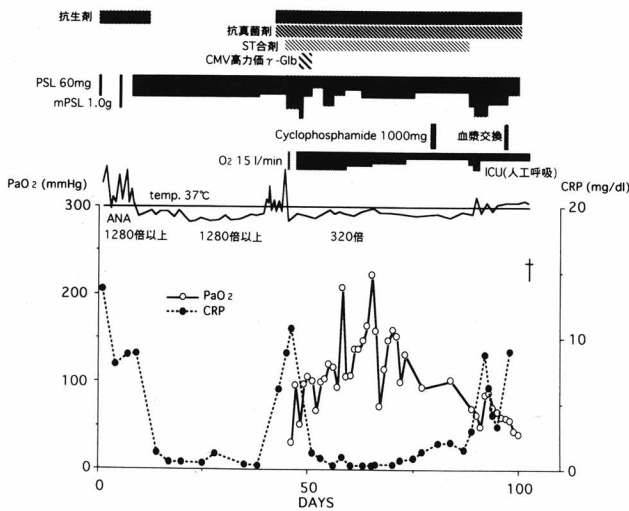 抗生剤
抗真菌剤
ST合剤
CMV高力価γ-Glb
PSL 60mg
mPSL 1.0g
Cyclophosphamide 1000mg
血漿交換
O2 15 l/min
ICU(人工呼吸)
PaO2 (mmHg)
temp. 37℃
CRP (mg/dl)
300
20
ANA
1280倍以上
1280倍以上
320倍
†
200
PaO2
CRP
100
10
0
0
0
50
100
DAYS